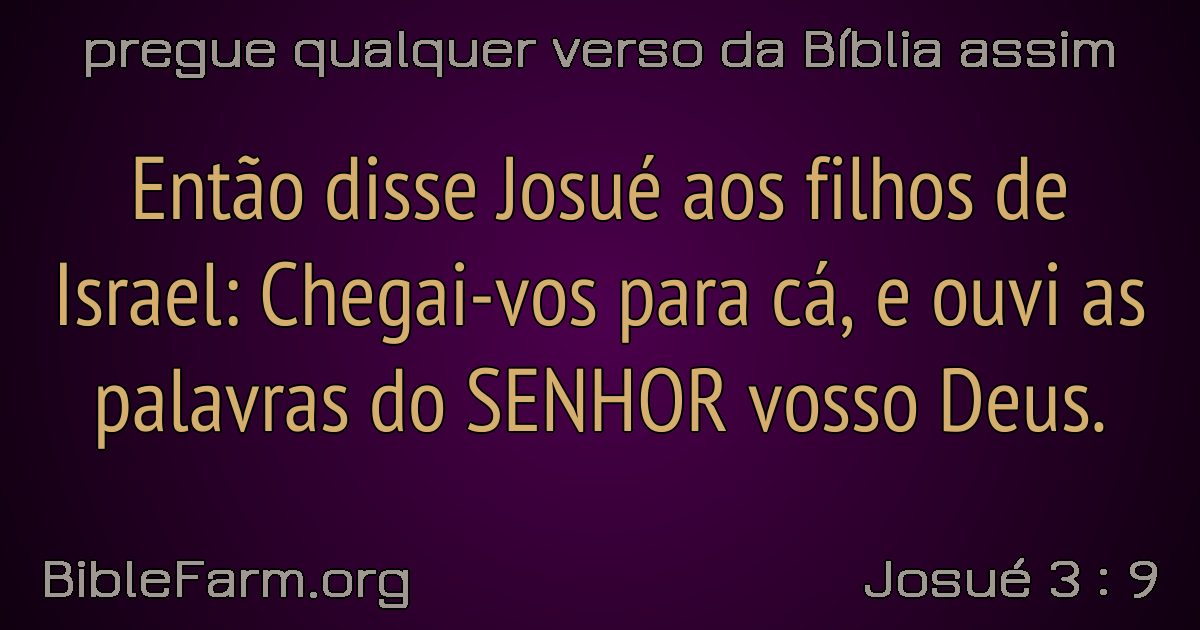 pregue qualquer verso da Bíblia assim
Então disse Josué aos filhos de
Israel: Chegai-vos para cá, e ouvi as
palavras do SENHOR vosso Deus.
BibleFarm.org
Josué 3 : 9